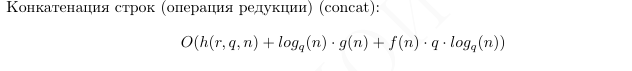 Конкатенация строк (операция редукции) (concat):
O(h(r, q, n) + log_q(n) · g(n) + f(n) · q · log_q(n))